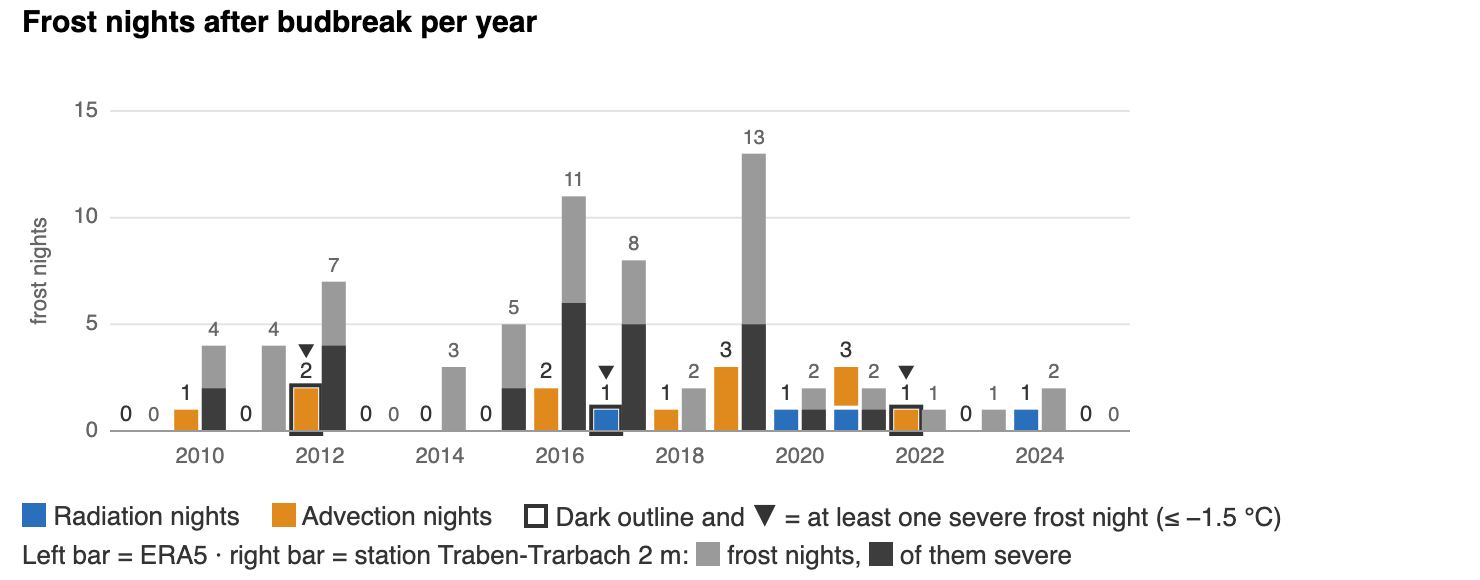 Frost nights after budbreak per year
15
10
5
0
frost nights
0 0 1 4 0 4 ▼ 2 7 0 0 0 3 0 5 2 11 ▼ 1 8 1 2 3 13 1 2 3 2 ▼ 1 1 0 1 1 2 0 0
2010 2012 2014 2016 2018 2020 2022 2024
Radiation nights Advection nights Dark outline and ▼ = at least one severe frost night (≤ −1.5 °C)
Left bar = ERA5 · right bar = station Traben-Trarbach 2 m: frost nights, of them severe